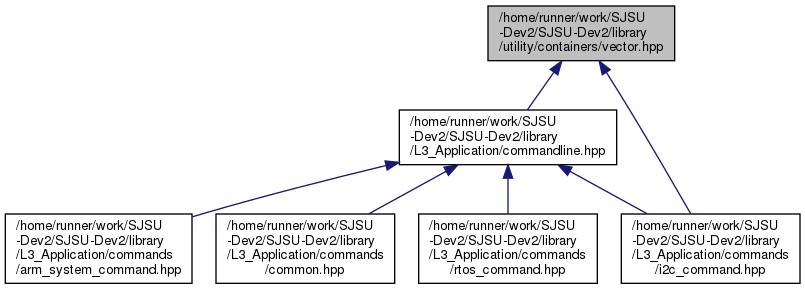 /home/runner/work/SJSU
-Dev2/SJSU-Dev2/library
/utility/containers/vector.hpp
/home/runner/work/SJSU
-Dev2/SJSU-Dev2/library
/L3_Application/commandline.hpp
/home/runner/work/SJSU
-Dev2/SJSU-Dev2/library
/L3_Application/commands
/arm_system_command.hpp
/home/runner/work/SJSU
-Dev2/SJSU-Dev2/library
/L3_Application/commands
/common.hpp
/home/runner/work/SJSU
-Dev2/SJSU-Dev2/library
/L3_Application/commands
/rtos_command.hpp
/home/runner/work/SJSU
-Dev2/SJSU-Dev2/library
/L3_Application/commands
/i2c_command.hpp